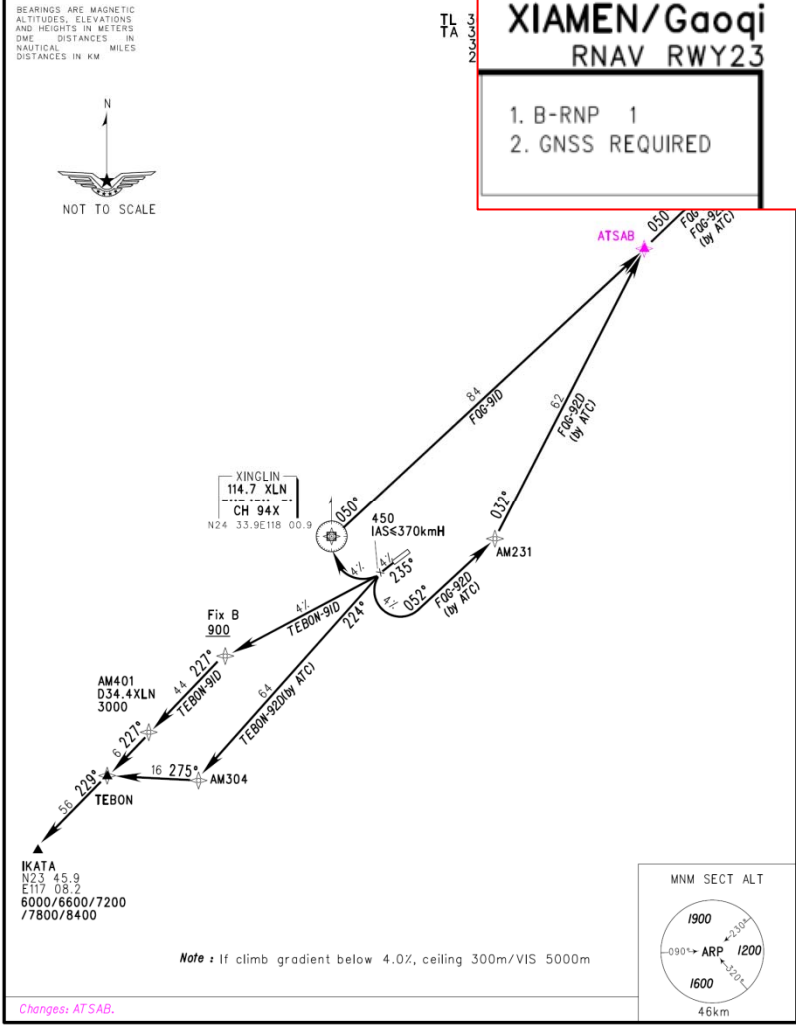 BEARINGS ARE MAGNETIC
ALTITUDES, ELEVATIONS
AND HEIGHTS IN METERS
DME DISTANCES IN
NAUTICAL MILES
DISTANCES IN KM
TL 3
TA 3
3
2
XIAMEN/Gaoqi
RNAV RWY23
1. B-RNP 1
2. GNSS REQUIRED
N
NOT TO SCALE
ATSAB
050
FQG-92
(by ATC)
84
FQG-91D
62
FQG-92D
(by ATC)
XINGLIN
114.7 XLN
CH 94X
N24 33.9E118 00.9
050°
450
IAS≤370kmH
4%
4%
235°
032°
AM231
4%
052°
FQG-92D
(by ATC)
4%
TEBON-91D
224°
Fix B
900
227°
44
TEBON-91D
64
TEBON-92D(by ATC)
AM401
D34.4XLN
3000
6 227°
16 275°
AM304
TEBON
56 229°
IKATA
N23 45.9
E117 08.2
6000/6600/7200
/7800/8400
MNM SECT ALT
1900
230°
090°
ARP
1200
320°
1600
46km
Note : If climb gradient below 4.0%, ceiling 300m/VIS 5000m
Changes: ATSAB.